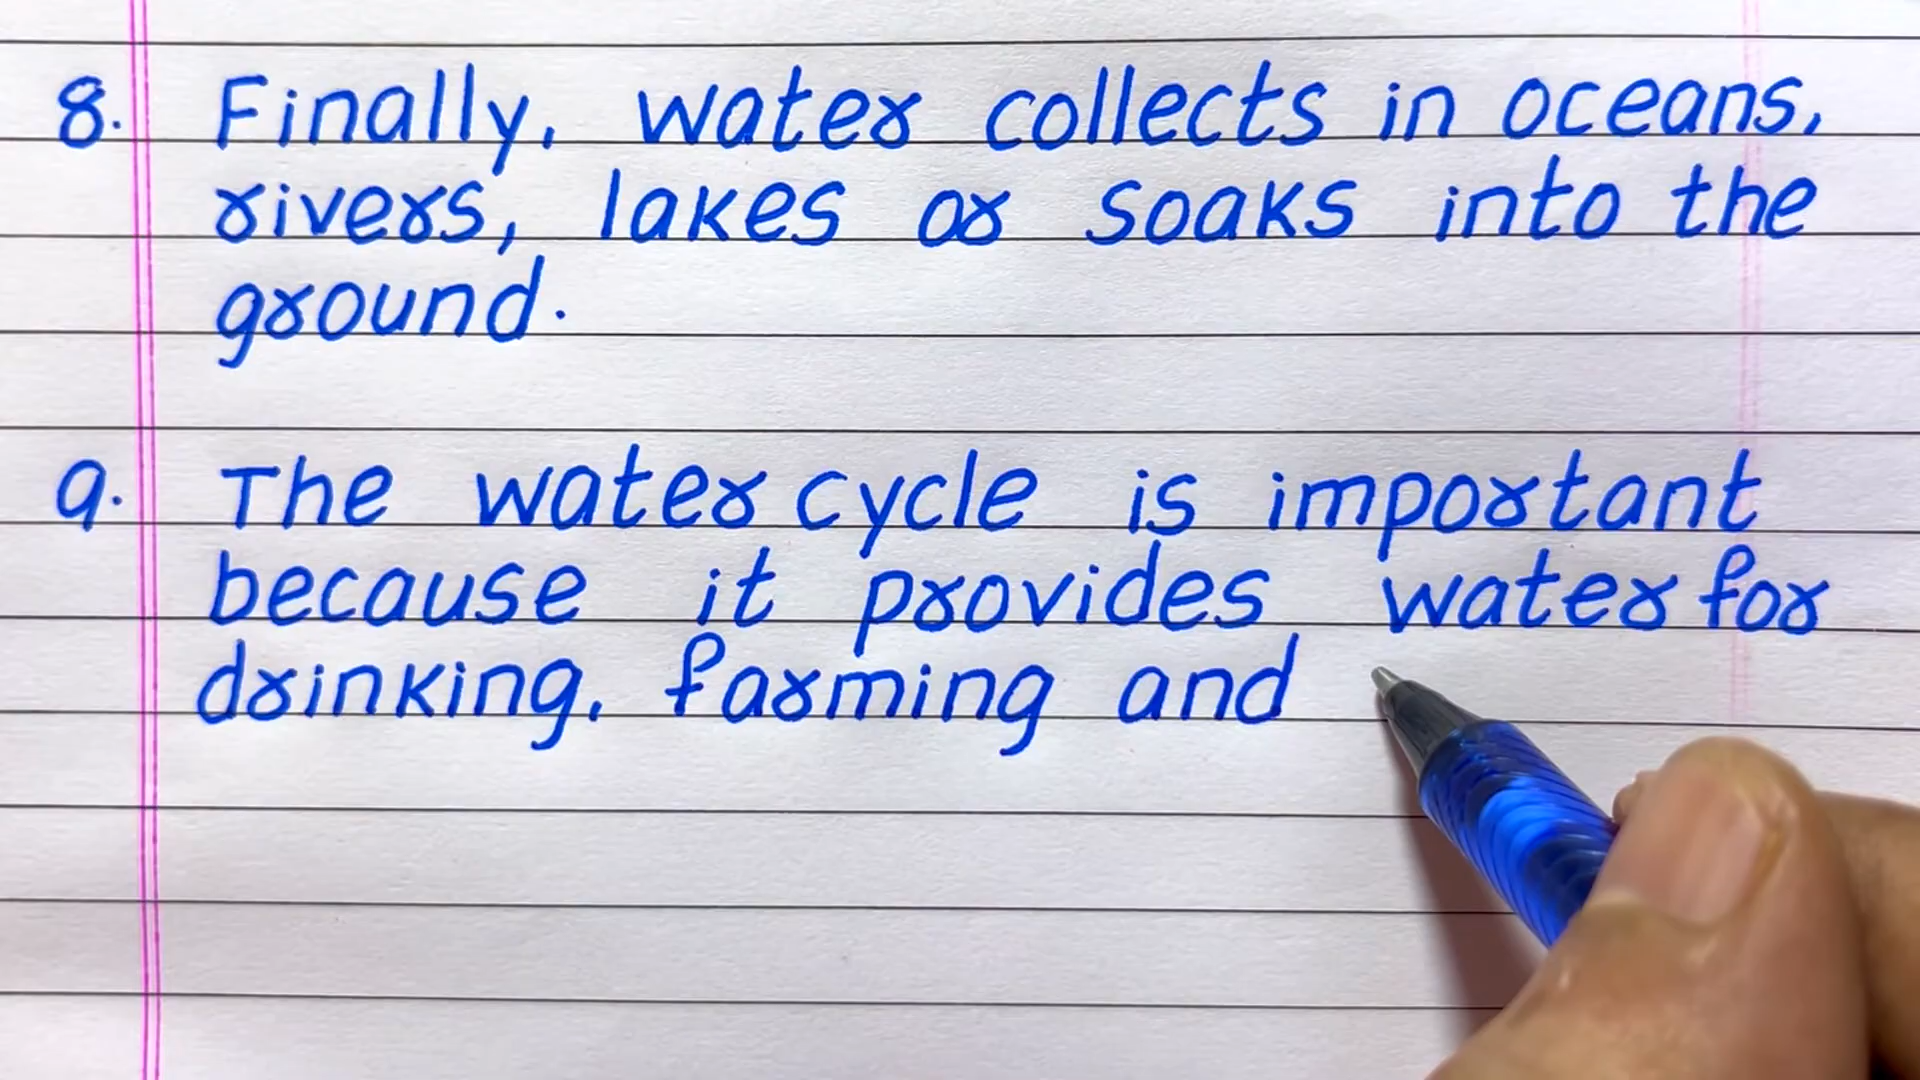 8. Finally, water collects in oceans,
rivers, lakes or soaks into the
ground.
9. The water cycle is important
because it provides water for
drinking, farming and